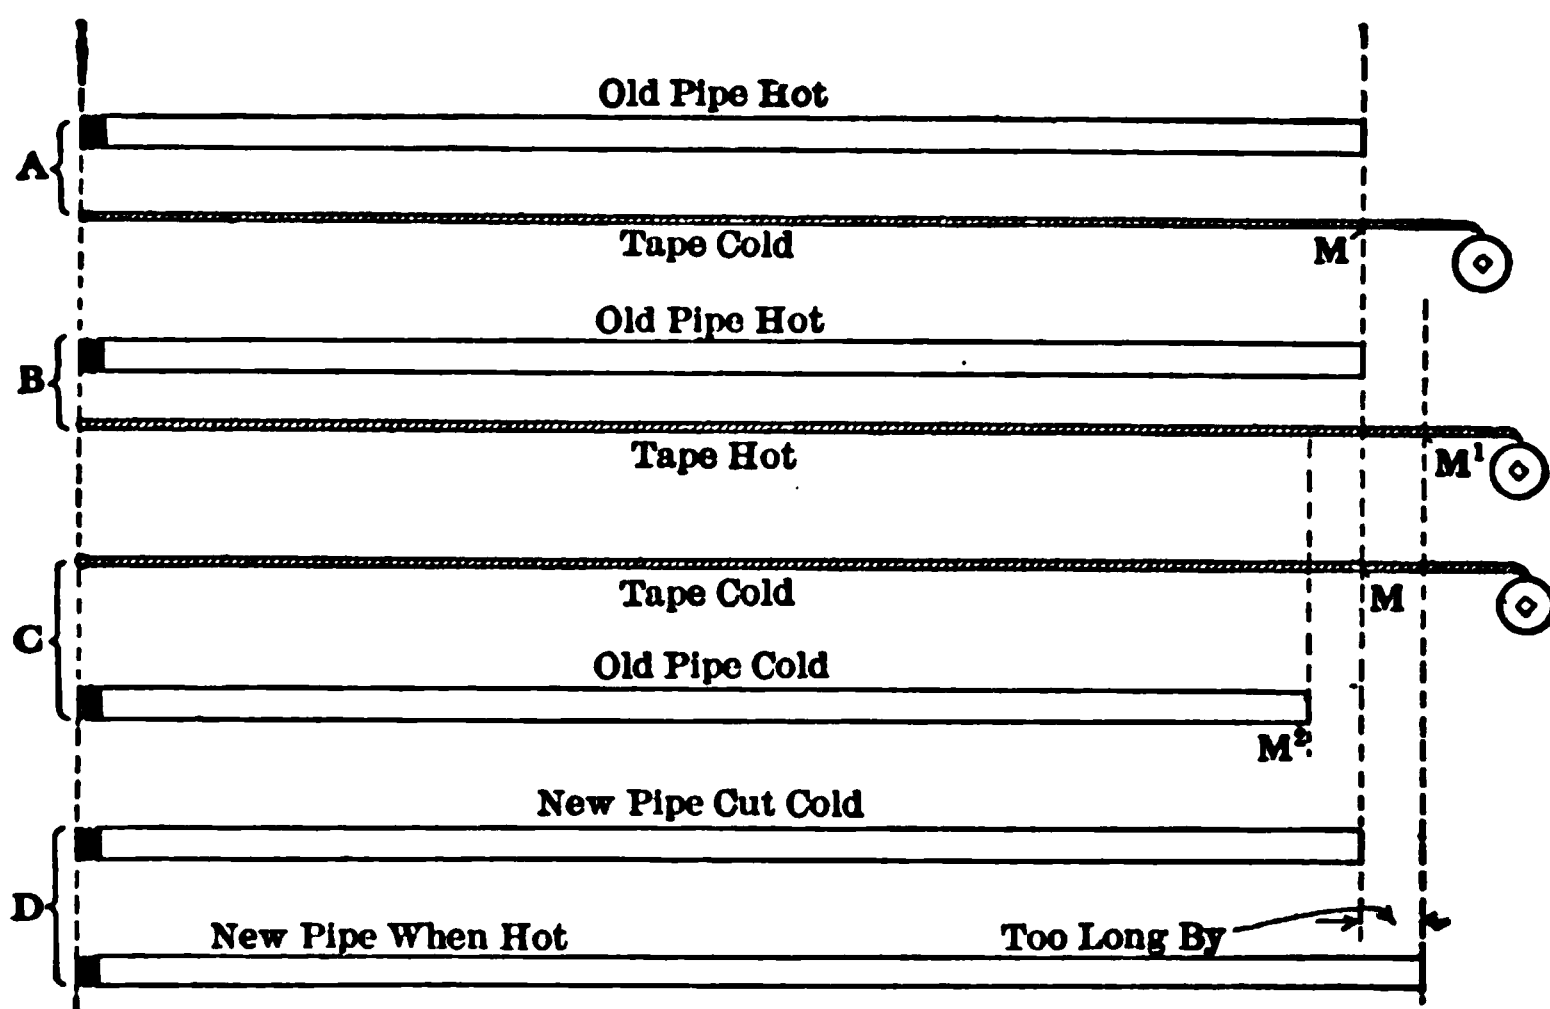 Old Pipe Hot
A
Tape Cold
M
Old Pipe Hot
B
Tape Hot
M¹
Tape Cold
M
C
Old Pipe Cold
M²
New Pipe Cut Cold
D
New Pipe When Hot
Too Long By